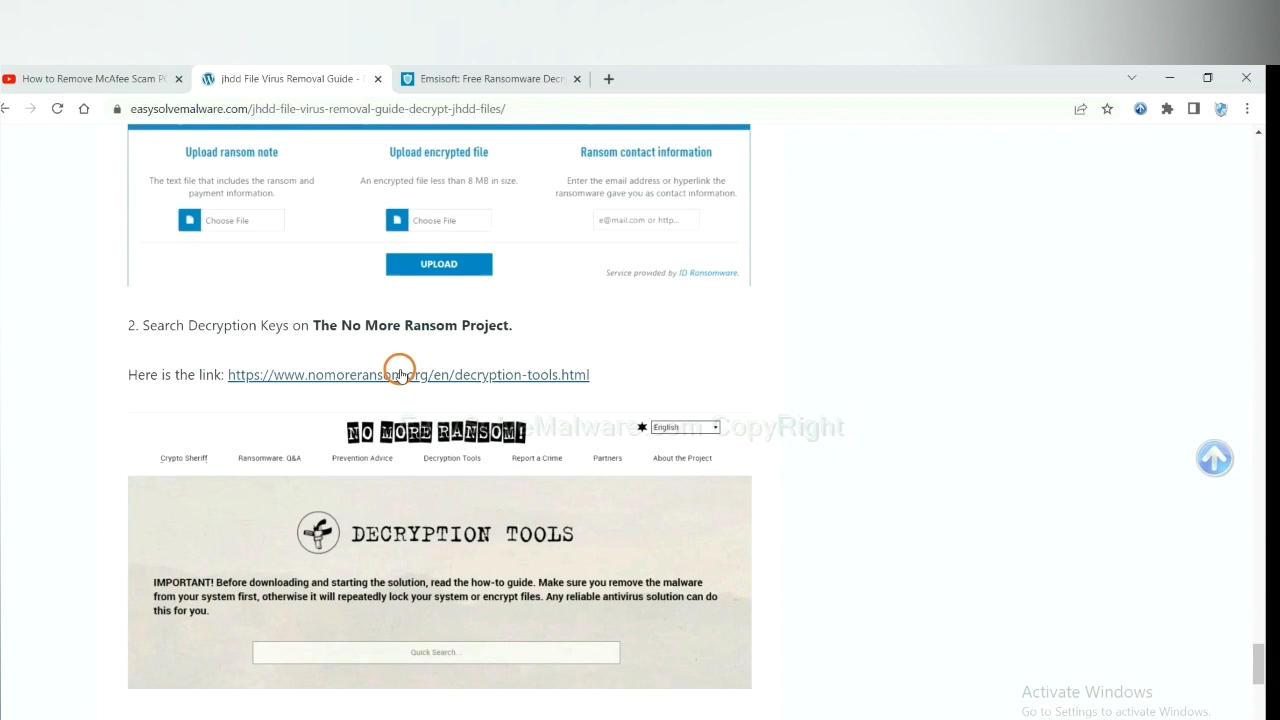 How to Remove McAfee Scam P
jhdd File Virus Removal Guide -
Emsisoft: Free Ransomware Decr
easysolvemalware.com/jhdd-file-virus-removal-guide-decrypt-jhdd-files/
Upload ransom note
Upload encrypted file
Ransom contact information
The text file that includes the ransom and
payment information.
An encrypted file less than 8 MB in size.
Enter the email address or hyperlink the
ransomware gave you as contact information.
Choose File
Choose File
e@mail.com or http...
UPLOAD
Service provided by ID Ransomware.
2. Search Decryption Keys on The No More Ransom Project.
Here is the link: https://www.nomoreransom.org/en/decryption-tools.html
NO MORE RANSOM!
English
Crypto Sheriff
Ransomware: Q&A
Prevention Advice
Decryption Tools
Report a Crime
Partners
About the Project
DECRYPTION TOOLS
IMPORTANT! Before downloading and starting the solution, read the how-to guide. Make sure you remove the malware
from your system first, otherwise it will repeatedly lock your system or encrypt files. Any reliable antivirus solution can do
this for you.
Quick Search...
Activate Windows
Go to Settings to activate Windows.